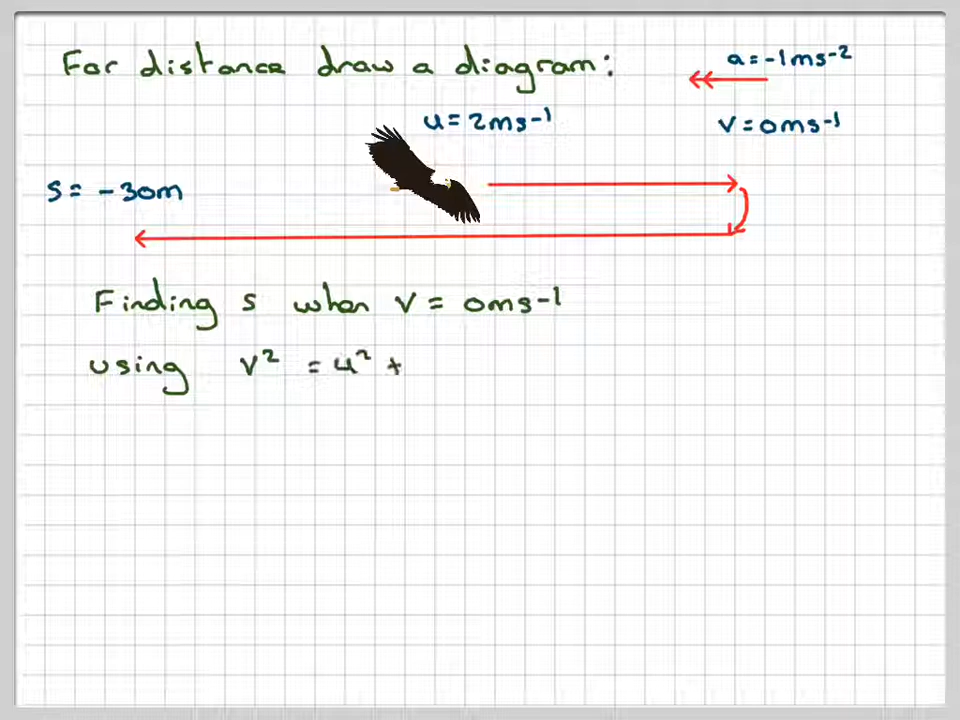 For distance draw a diagram:
a = -1ms-2
u = 2ms-1
v = 0ms-1
s = -30m
Finding s when v = 0ms-1
using v² = u² +